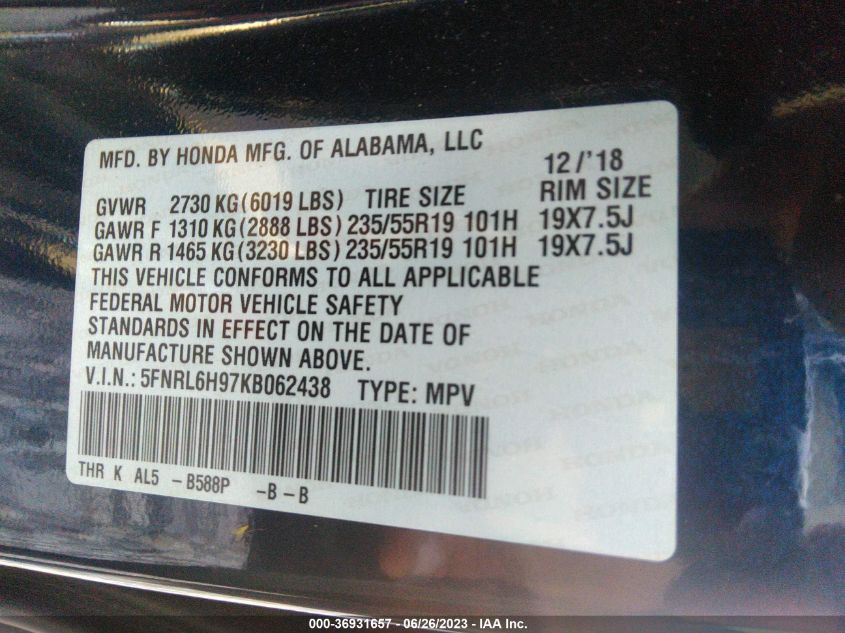 MFD. BY HONDA MFG. OF ALABAMA, LLC 12/'18
GVWR 2730 KG(6019 LBS) TIRE SIZE RIM SIZE
GAWR F 1310 KG(2888 LBS) 235/55R19 101H 19X7.5J
GAWR R 1465 KG(3230 LBS) 235/55R19 101H 19X7.5J
THIS VEHICLE CONFORMS TO ALL APPLICABLE
FEDERAL MOTOR VEHICLE SAFETY
STANDARDS IN EFFECT ON THE DATE OF
MANUFACTURE SHOWN ABOVE.
V.I.N.: 5FNRL6H97KB062438 TYPE: MPV
THR K AL5 -B588P -B-B
000-36931657 - 06/26/2023 - IAA Inc.